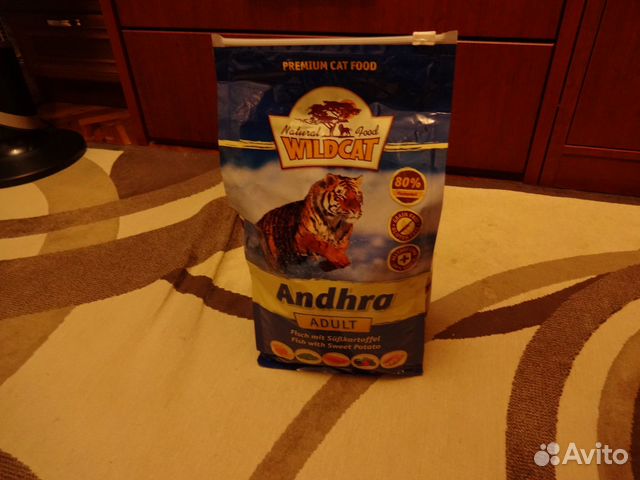 PREMIUM CAT FOOD
Natural Food
WILDCAT
80%
Andhra
ADULT
Fisch mit Süßkartoffel
Fish with Sweet Potato
Avito